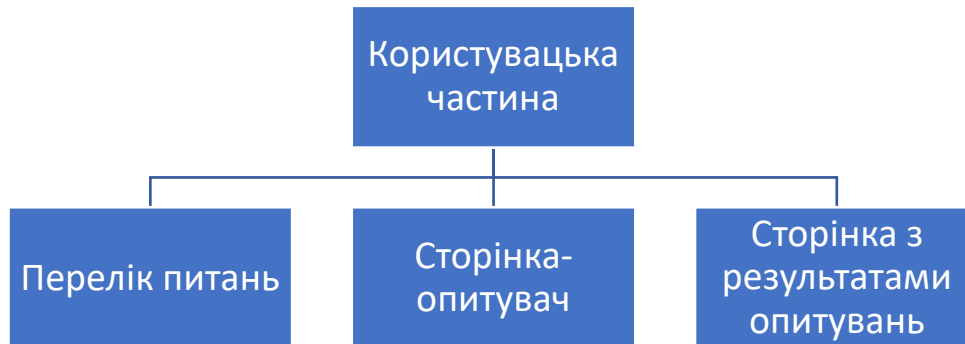 Користувацька
частина
Перелік питань
Сторінка-
опитувач
Сторінка з
результатами
опитувань